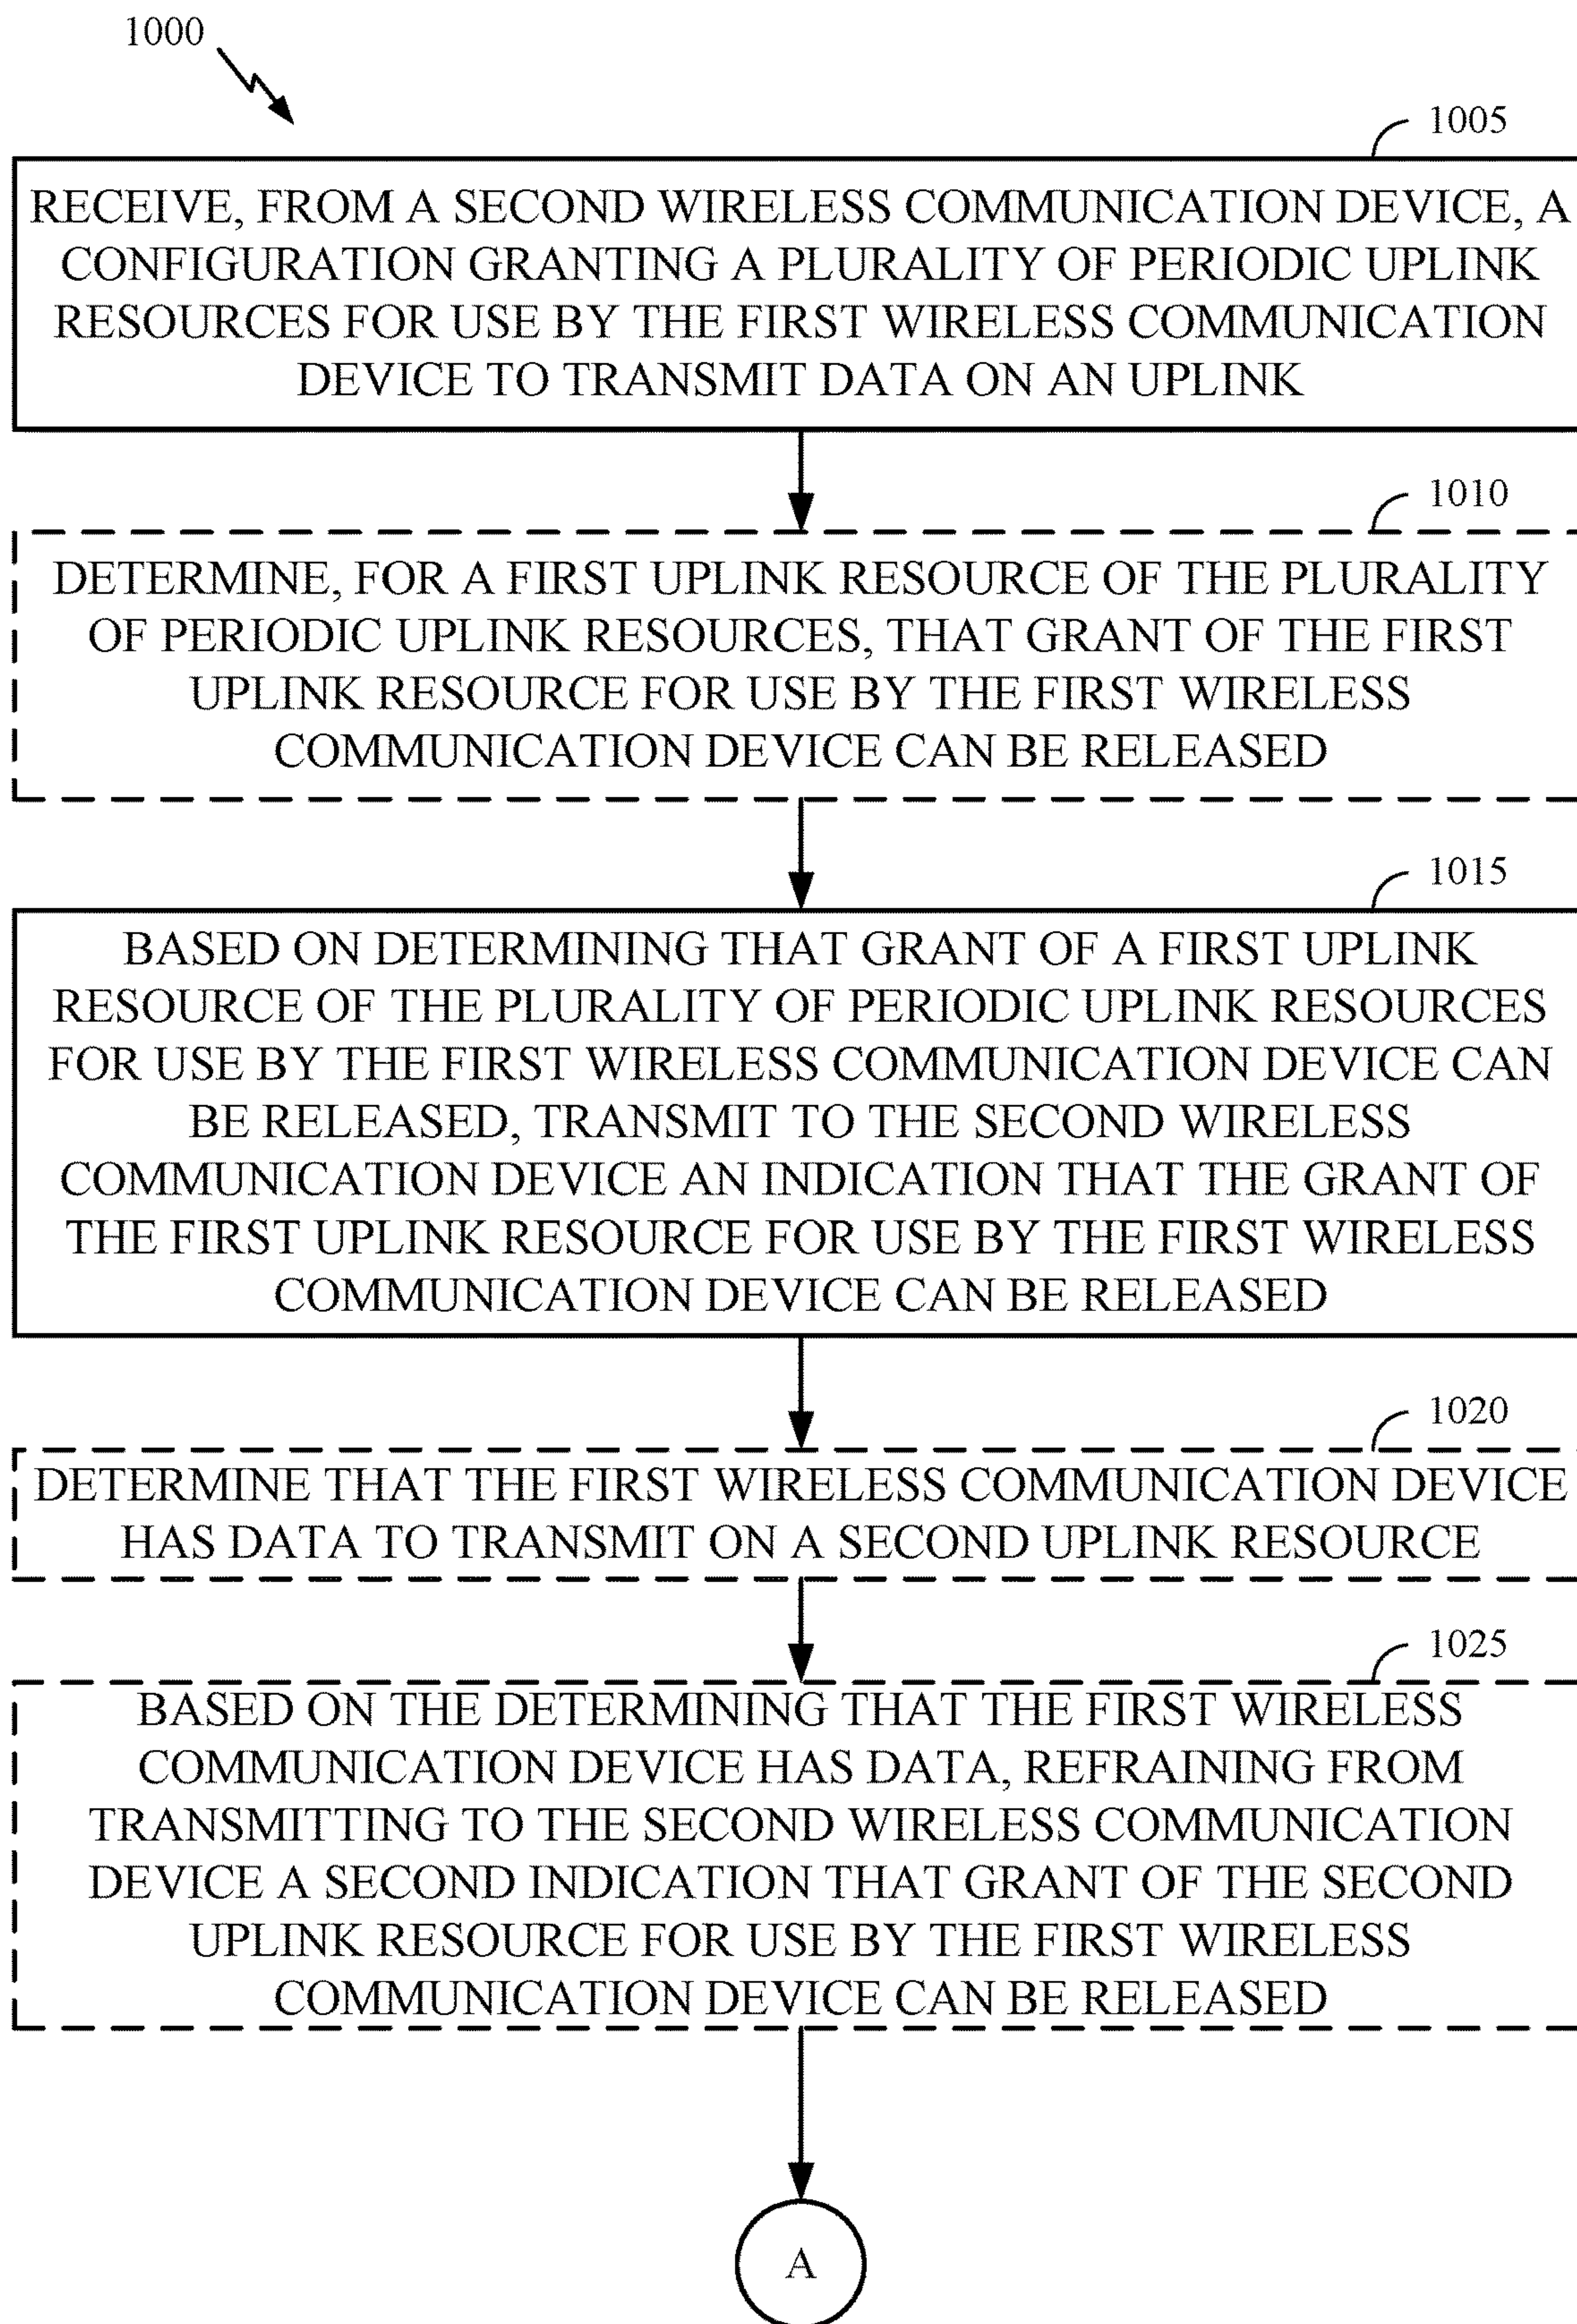 1000
1005
RECEIVE, FROM A SECOND WIRELESS COMMUNICATION DEVICE, A
CONFIGURATION GRANTING A PLURALITY OF PERIODIC UPLINK
RESOURCES FOR USE BY THE FIRST WIRELESS COMMUNICATION
DEVICE TO TRANSMIT DATA ON AN UPLINK
1010
DETERMINE, FOR A FIRST UPLINK RESOURCE OF THE PLURALITY
OF PERIODIC UPLINK RESOURCES, THAT GRANT OF THE FIRST
UPLINK RESOURCE FOR USE BY THE FIRST WIRELESS
COMMUNICATION DEVICE CAN BE RELEASED
1015
BASED ON DETERMINING THAT GRANT OF A FIRST UPLINK
RESOURCE OF THE PLURALITY OF PERIODIC UPLINK RESOURCES
FOR USE BY THE FIRST WIRELESS COMMUNICATION DEVICE CAN
BE RELEASED, TRANSMIT TO THE SECOND WIRELESS
COMMUNICATION DEVICE AN INDICATION THAT THE GRANT OF
THE FIRST UPLINK RESOURCE FOR USE BY THE FIRST WIRELESS
COMMUNICATION DEVICE CAN BE RELEASED
1020
DETERMINE THAT THE FIRST WIRELESS COMMUNICATION DEVICE
HAS DATA TO TRANSMIT ON A SECOND UPLINK RESOURCE
1025
BASED ON THE DETERMINING THAT THE FIRST WIRELESS
COMMUNICATION DEVICE HAS DATA, REFRAINING FROM
TRANSMITTING TO THE SECOND WIRELESS COMMUNICATION
DEVICE A SECOND INDICATION THAT GRANT OF THE SECOND
UPLINK RESOURCE FOR USE BY THE FIRST WIRELESS
COMMUNICATION DEVICE CAN BE RELEASED
A